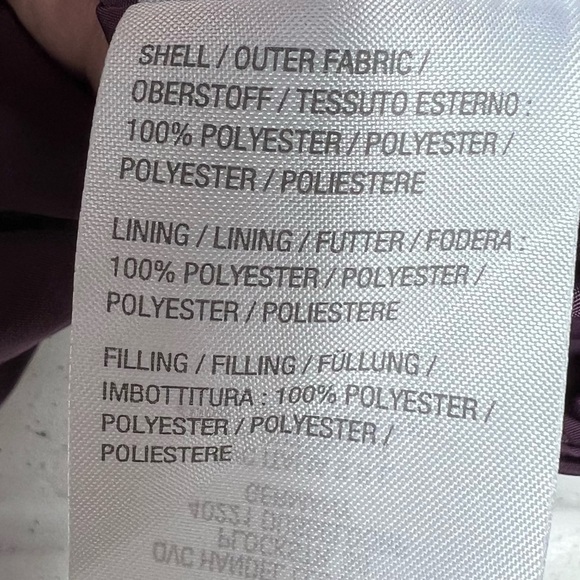 SHELL / OUTER FABRIC /
OBERSTOFF / TESSUTO ESTERNO :
100% POLYESTER / POLYESTER /
POLYESTER / POLIESTERE
LINING / LINING / FUTTER / FODERA :
100% POLYESTER / POLYESTER /
POLYESTER / POLIESTERE
FILLING / FILLING / FÜLLUNG /
IMBOTTITURA : 100% POLYESTER /
POLYESTER / POLYESTER /
POLIESTERE